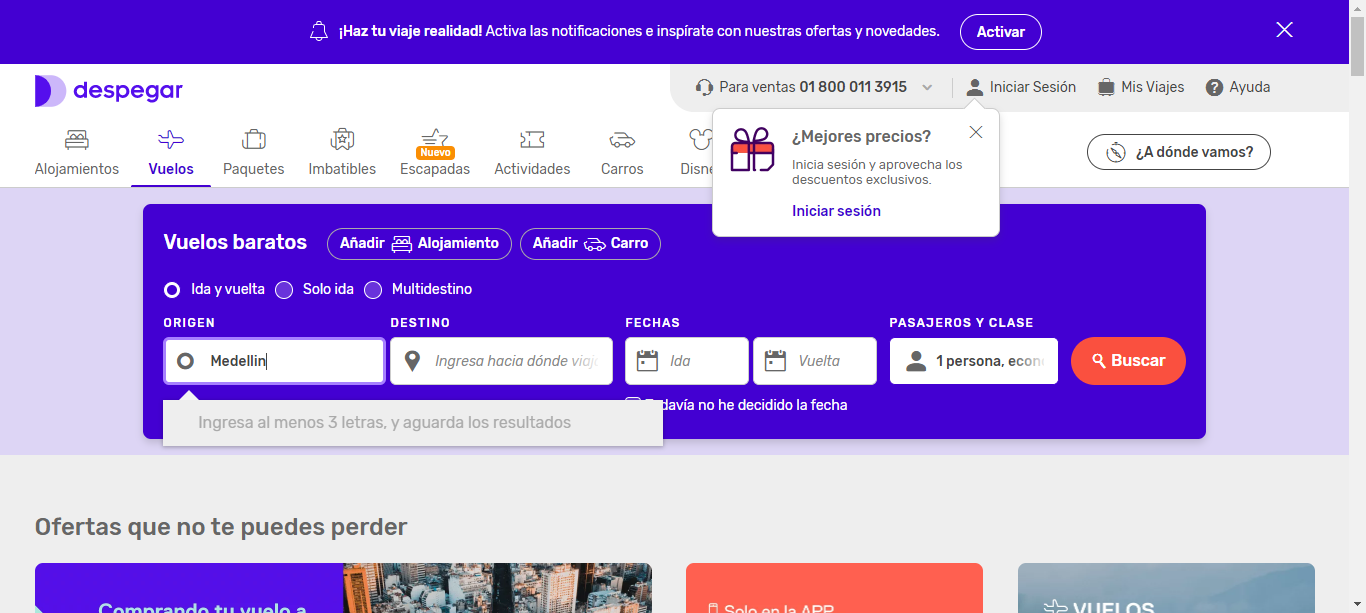 ¡Haz tu viaje realidad! Activa las notificaciones e inspírate con nuestras ofertas y novedades. Activar
despegar
Para ventas 01 800 011 3915 Iniciar Sesión Mis Viajes Ayuda
¿Mejores precios?
Inicia sesión y aprovecha los
descuentos exclusivos.
Iniciar sesión
Nuevo
Alojamientos Vuelos Paquetes Imbatibles Escapadas Actividades Carros
¿A dónde vamos?
Vuelos baratos Añadir Alojamiento Añadir Carro
Ida y vuelta Solo ida Multidestino
ORIGEN DESTINO FECHAS PASAJEROS Y CLASE
Medellin Ingresa hacia dónde Ida Vuelta 1 persona, Buscar
no he decidido la fecha
Ingresa al menos 3 letras, y aguarda los resultados
Ofertas que no te puedes perder
Comprando tu vuelo a
Solo en la APP
VUELOS